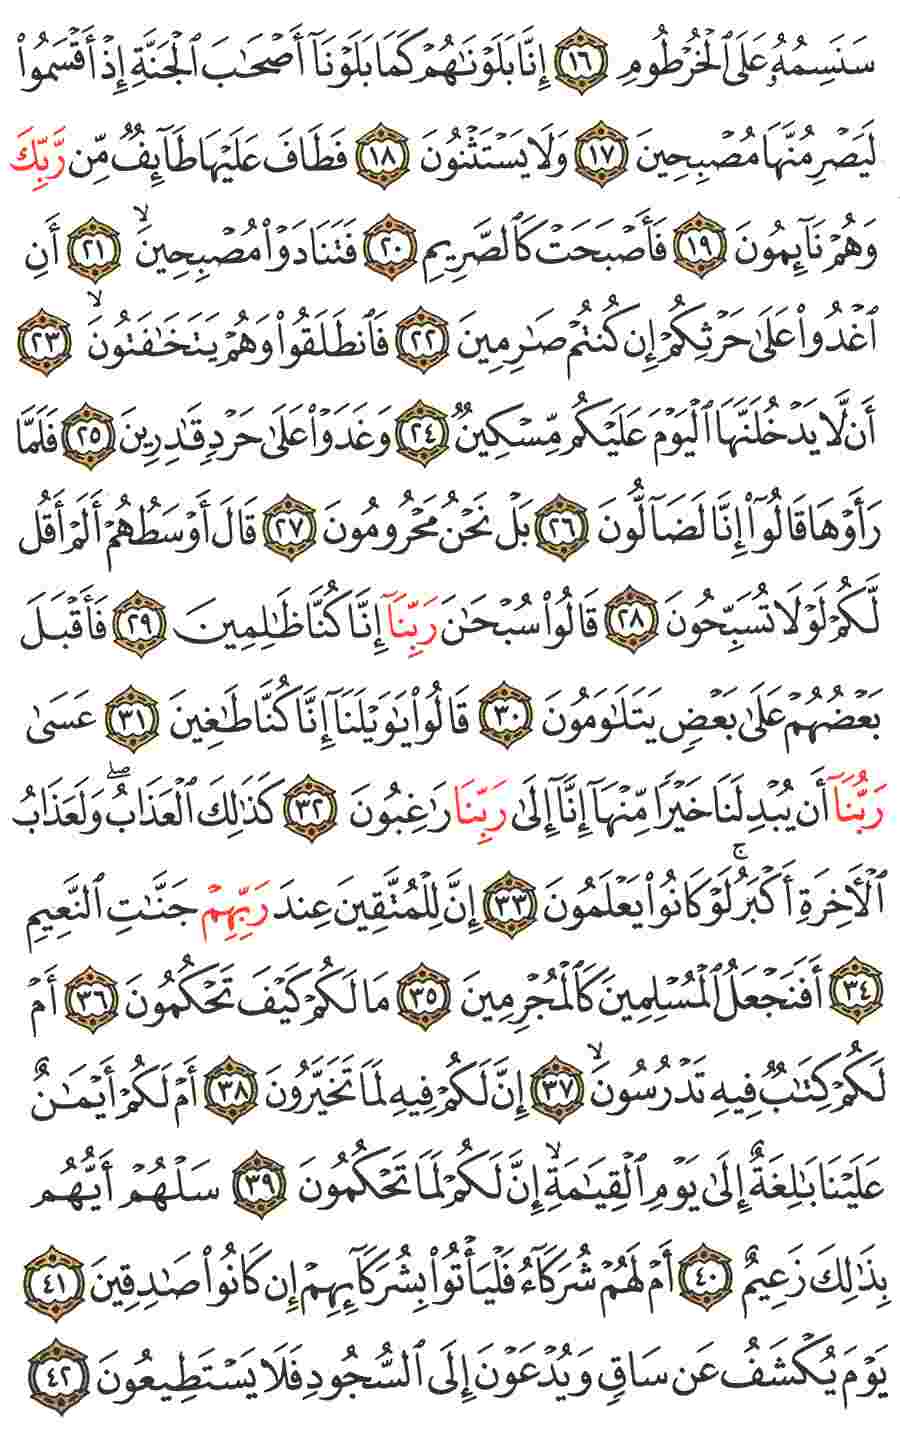 سَنَسِمُهُۥ عَلَى ٱلْخُرْطُومِ ١٦ إِنَّا بَلَوْنَٰهُمْ كَمَا بَلَوْنَآ أَصْحَٰبَ ٱلْجَنَّةِ إِذْ أَقْسَمُوا۟
لَيَصْرِمُنَّهَا مُصْبِحِينَ ١٧ وَلَا يَسْتَثْنُونَ ١٨ فَطَافَ عَلَيْهَا طَآئِفٌ مِّن رَّبِّكَ
وَهُمْ نَآئِمُونَ ١٩ فَأَصْبَحَتْ كَٱلصَّرِيمِ ٢٠ فَتَنَادَوْا۟ مُصْبِحِينَۙ ٢١ أَنِ
ٱغْدُوا۟ عَلَىٰ حَرْثِكُمْ إِن كُنتُمْ صَٰرِمِينَ ٢٢ فَٱنطَلَقُوا۟ وَهُمْ يَتَخَٰفَتُونَۙ ٢٣
أَن لَّا يَدْخُلَنَّهَا ٱلْيَوْمَ عَلَيْكُم مِّسْكِينٌ ٢٤ وَغَدَوْا۟ عَلَىٰ حَرْدٍ قَٰدِرِينَ ٢٥ فَلَمَّا
رَأَوْهَا قَالُوٓا۟ إِنَّا لَضَآلُّونَ ٢٦ بَلْ نَحْنُ مَحْرُومُونَ ٢٧ قَالَ أَوْسَطُهُمْ أَلَمْ أَقُل
لَّكُمْ لَوْلَا تُسَبِّحُونَ ٢٨ قَالُوا۟ سُبْحَٰنَ رَبِّنَآ إِنَّا كُنَّا ظَٰلِمِينَ ٢٩ فَأَقْبَلَ
بَعْضُهُمْ عَلَىٰ بَعْضٍ يَتَلَٰوَمُونَ ٣٠ قَالُوا۟ يَٰوَيْلَنَآ إِنَّا كُنَّا طَٰغِينَ ٣١ عَسَىٰ
رَبُّنَآ أَن يُبْدِلَنَا خَيْرًا مِّنْهَآ إِنَّآ إِلَىٰ رَبِّنَا رَٰغِبُونَ ٣٢ كَذَٰلِكَ ٱلْعَذَابُۖ وَلَعَذَابُ
ٱلْءَاخِرَةِ أَكْبَرُۚ لَوْ كَانُوا۟ يَعْلَمُونَ ٣٣ إِنَّ لِلْمُتَّقِينَ عِندَ رَبِّهِمْ جَنَّٰتِ ٱلنَّعِيمِ
٣٤ أَفَنَجْعَلُ ٱلْمُسْلِمِينَ كَٱلْمُجْرِمِينَ ٣٥ مَا لَكُمْ كَيْفَ تَحْكُمُونَ ٣٦ أَمْ
لَكُمْ كِتَٰبٌ فِيهِ تَدْرُسُونَۙ ٣٧ إِنَّ لَكُمْ فِيهِ لَمَا تَخَيَّرُونَ ٣٨ أَمْ لَكُمْ أَيْمَٰنٌ
عَلَيْنَا بَٰلِغَةٌ إِلَىٰ يَوْمِ ٱلْقِيَٰمَةِۙ إِنَّ لَكُمْ لَمَا تَحْكُمُونَ ٣٩ سَلْهُمْ أَيُّهُم
بِذَٰلِكَ زَعِيمٌ ٤٠ أَمْ لَهُمْ شُرَكَآءُ فَلْيَأْتُوا۟ بِشُرَكَآئِهِمْ إِن كَانُوا۟ صَٰدِقِينَ ٤١
يَوْمَ يُكْشَفُ عَن سَاقٍ وَيُدْعَوْنَ إِلَى ٱلسُّجُودِ فَلَا يَسْتَطِيعُونَ ٤٢